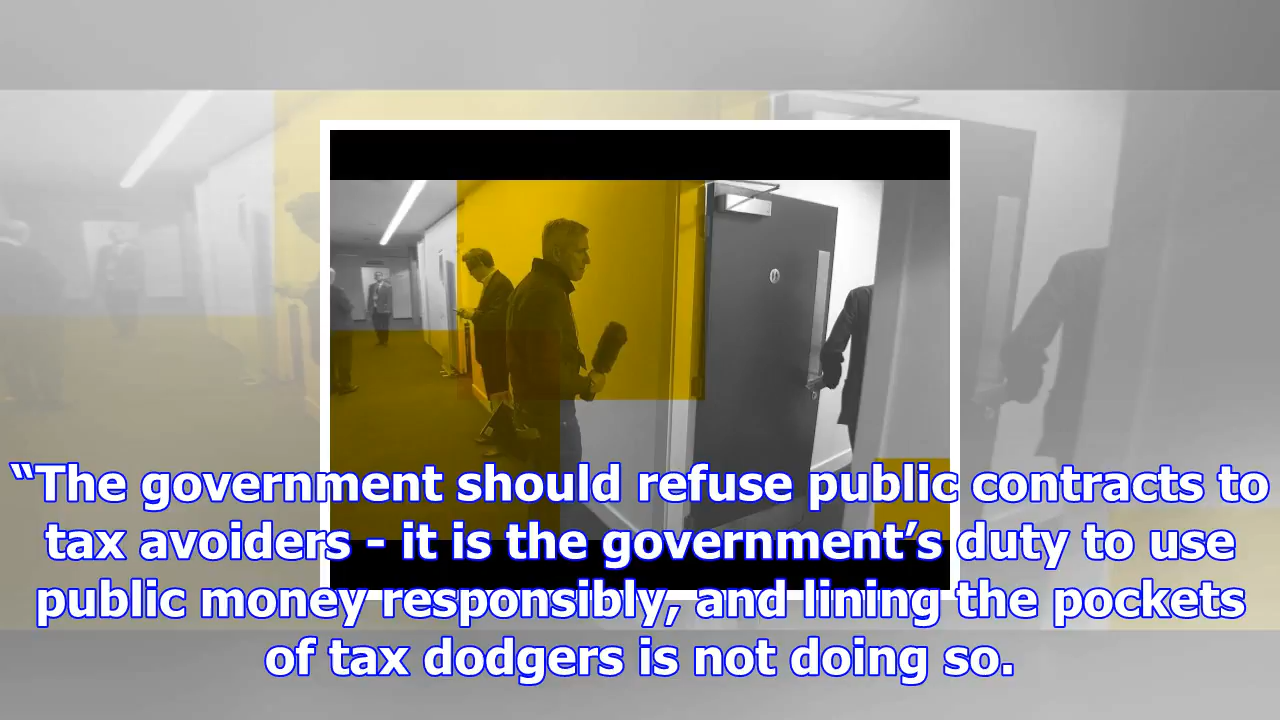 “The government should refuse public contracts to
tax avoiders - it is the government’s duty to use
public money responsibly, and lining the pockets
of tax dodgers is not doing so.